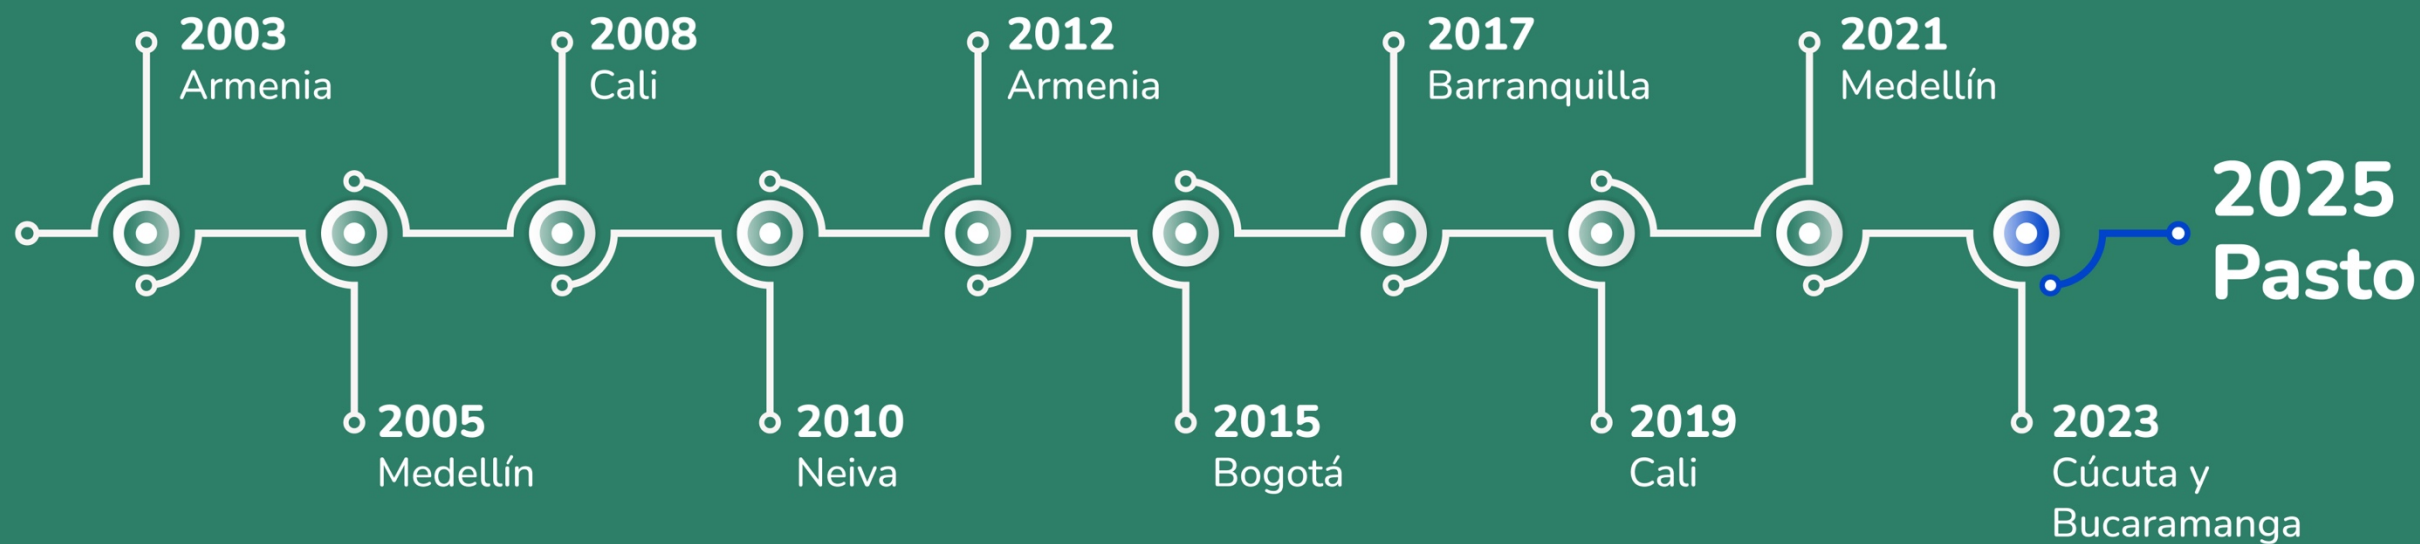 2003
Armenia
2005
Medellín
2008
Cali
2010
Neiva
2012
Armenia
2015
Bogotá
2017
Barranquilla
2019
Cali
2021
Medellín
2023
Cúcuta y
Bucaramanga
2025
Pasto